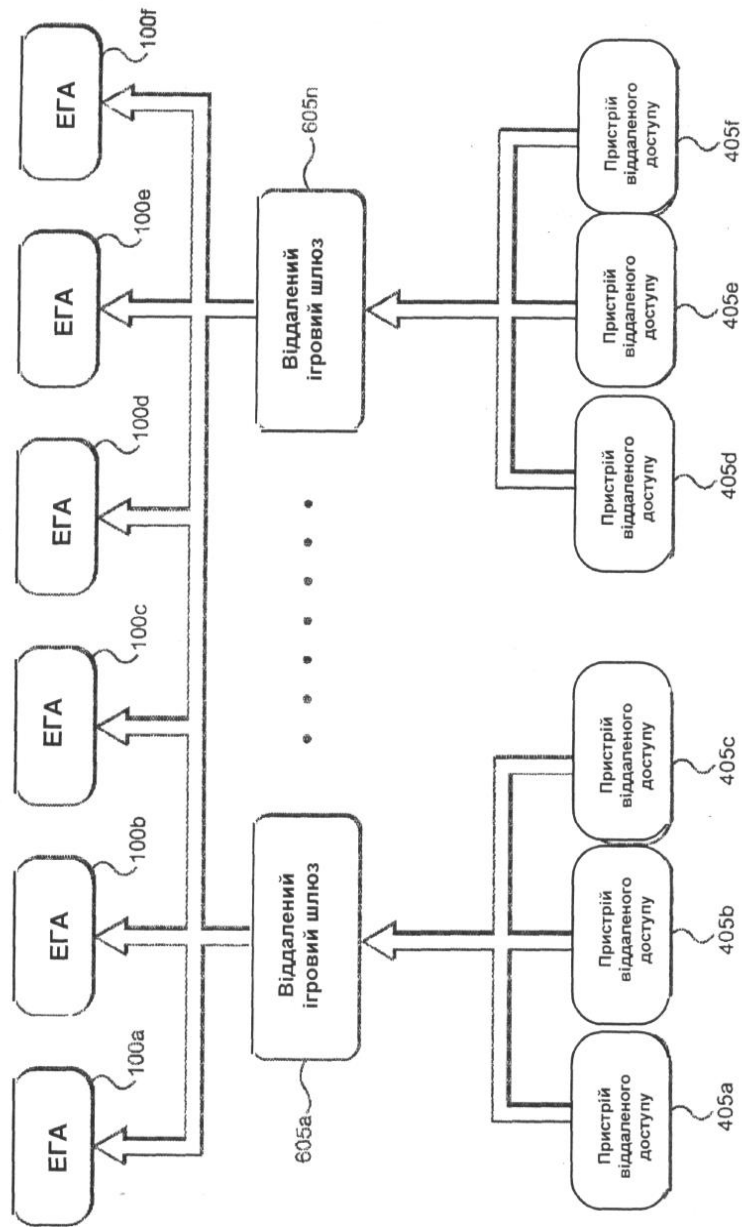 ЕГА
100a
ЕГА
100b
ЕГА
100c
ЕГА
100d
ЕГА
100e
ЕГА
100f
Віддалений
ігровий шлюз
605a
Віддалений
ігровий шлюз
605n
Пристрій
віддаленого
доступу
405a
Пристрій
віддаленого
доступу
405b
Пристрій
віддаленого
доступу
405c
Пристрій
віддаленого
доступу
405d
Пристрій
віддаленого
доступу
405e
Пристрій
віддаленого
доступу
405f